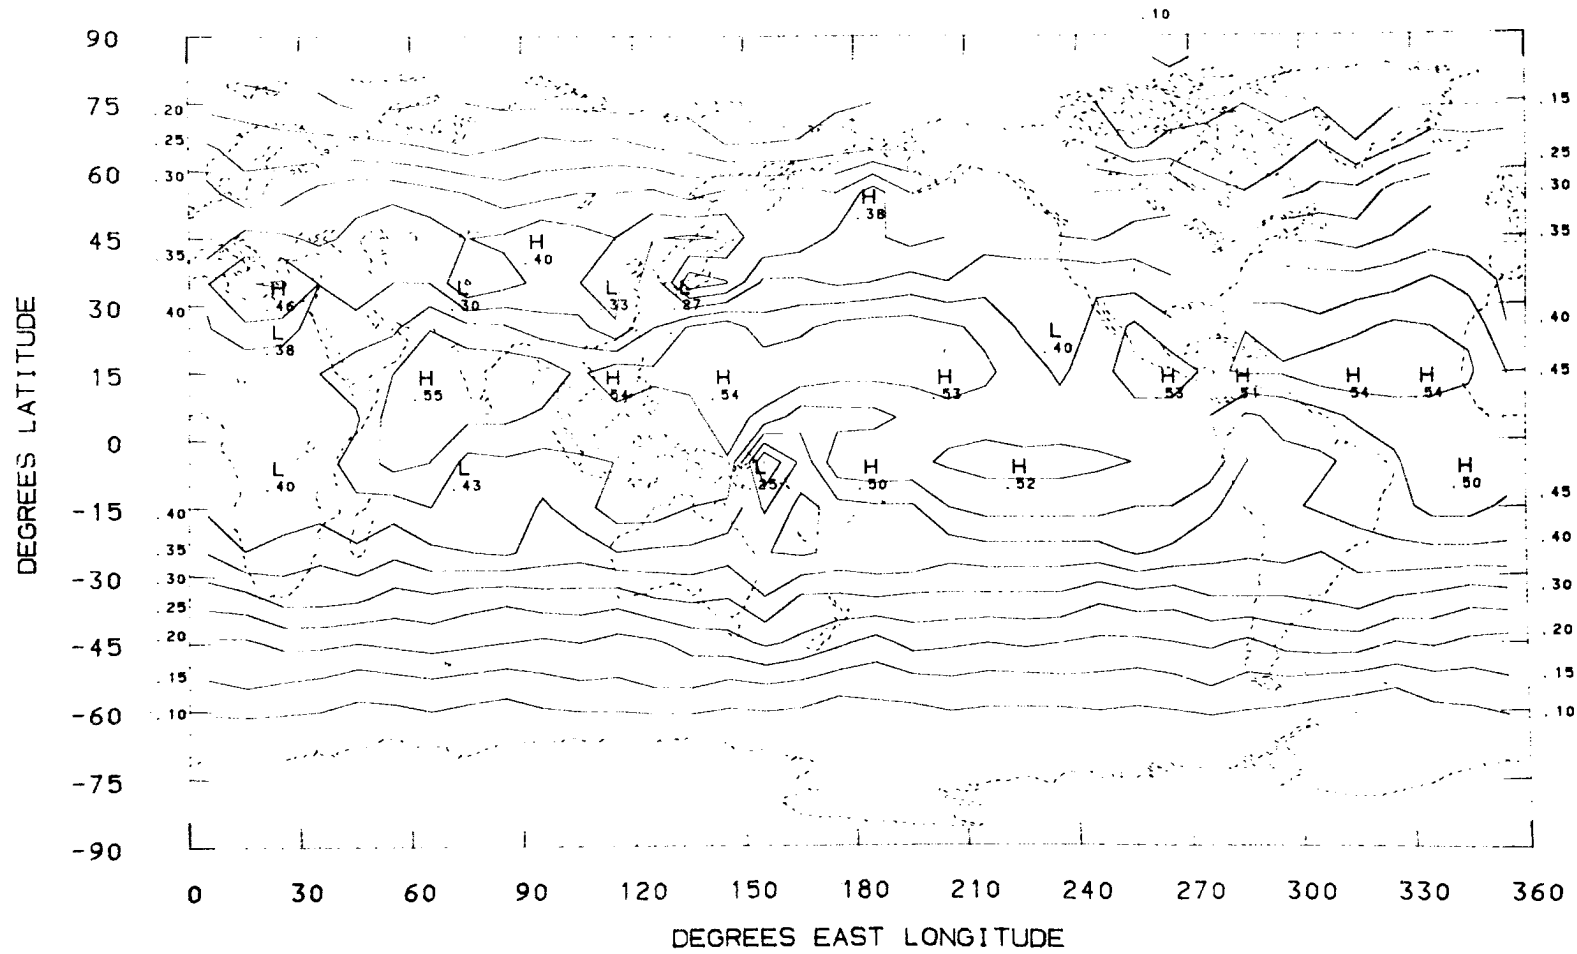 .10
90
75
.20
.15
.25
.25
60
.30
.30
H
.38
45
H
.40
.35
.35
H
.46
L
.30
L
.33
L
.27
30
.40
.40
L
.38
L
.40
15
H
.55
H
.54
H
.54
H
.53
H
.53
H
.51
H
.54
H
.54
.45
0
L
.40
L
.43
L
.25
H
.50
H
.52
H
.50
.45
-15
.40
.40
.35
-30
.30
.30
.25
.20
.20
-45
.15
.15
-60
.10
.10
-75
-90
0 30 60 90 120 150 180 210 240 270 300 330 360
DEGREES EAST LONGITUDE
DEGREES LATITUDE